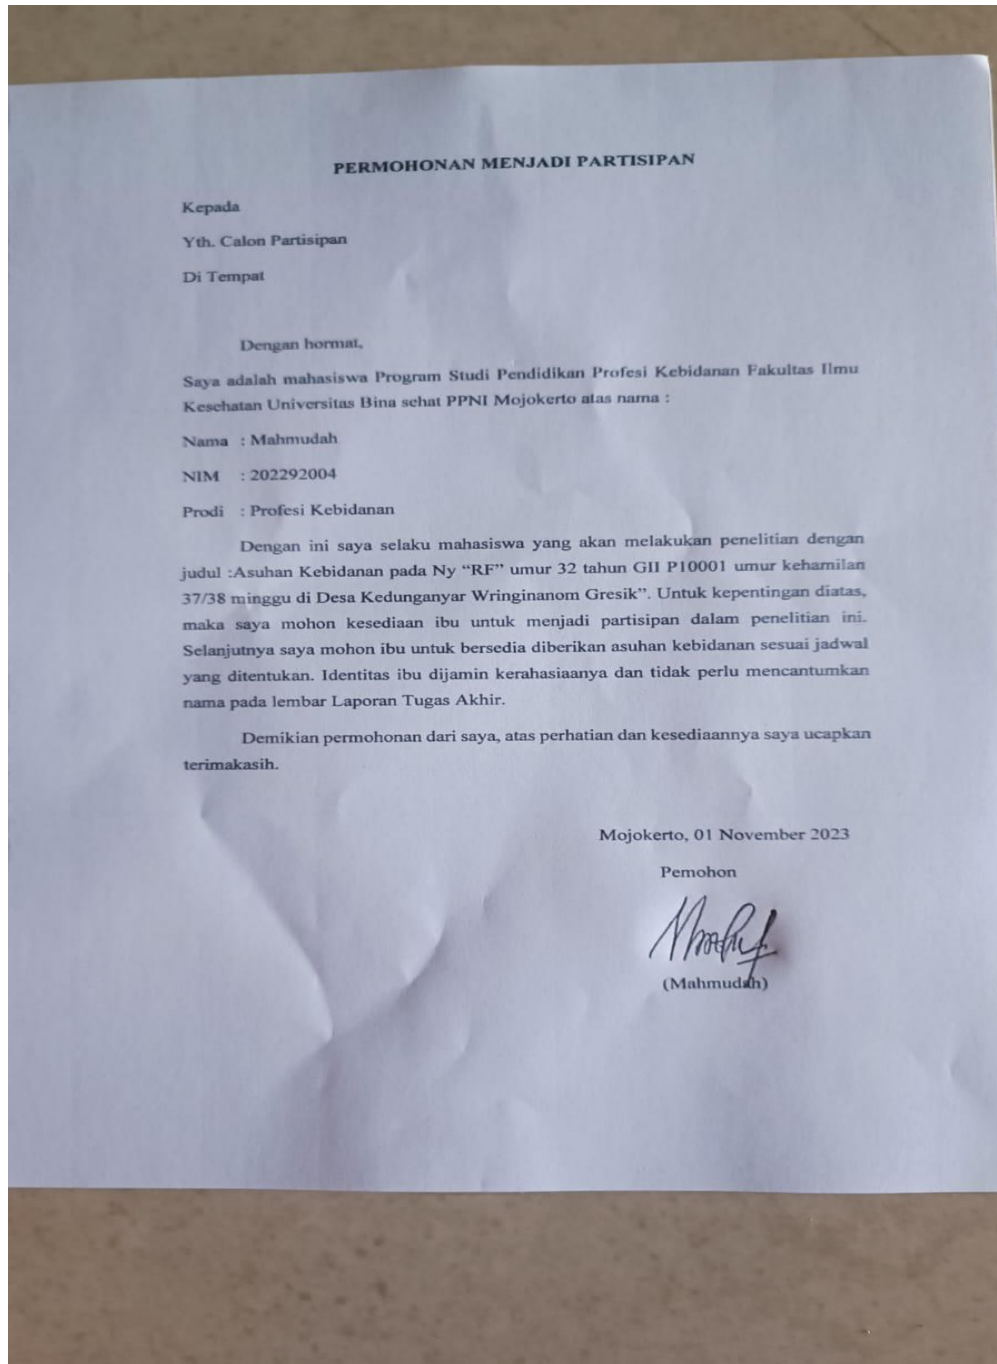 PERMOHONAN MENJADI PARTISIPAN
Kepada
Yth. Calon Partisipan
Di Tempat
Dengan hormat,
Saya adalah mahasiswa Program Studi Pendidikan Profesi Kebidanan Fakultas Ilmu
Kesehatan Universitas Bina sehat PPNI Mojokerto atas nama :
Nama : Mahmudah
NIM : 202292004
Prodi : Profesi Kebidanan
Dengan ini saya selaku mahasiswa yang akan melakukan penelitian dengan
judul :Asuhan Kebidanan pada Ny “RF” umur 32 tahun GII P10001 umur kehamilan
37/38 minggu di Desa Kedunganyar Wringinanom Gresik”. Untuk kepentingan diatas,
maka saya mohon kesediaan ibu untuk menjadi partisipan dalam penelitian ini.
Selanjutnya saya mohon ibu untuk bersedia diberikan asuhan kebidanan sesuai jadwal
yang ditentukan. Identitas ibu dijamin kerahasiaanya dan tidak perlu mencantumkan
nama pada lembar Laporan Tugas Akhir.
Demikian permohonan dari saya, atas perhatian dan kesediaannya saya ucapkan
terimakasih.
Mojokerto, 01 November 2023
Pemohon
(Mahmudah)